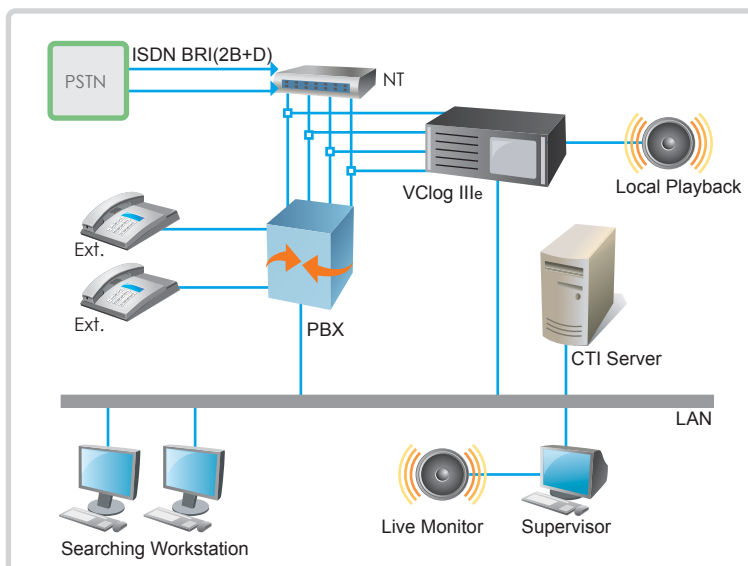 ISDN BRI(2B+D)
PSTN
NT
VClog IIIe
Local Playback
Ext.
Ext.
PBX
CTI Server
LAN
Live Monitor
Supervisor
Searching Workstation